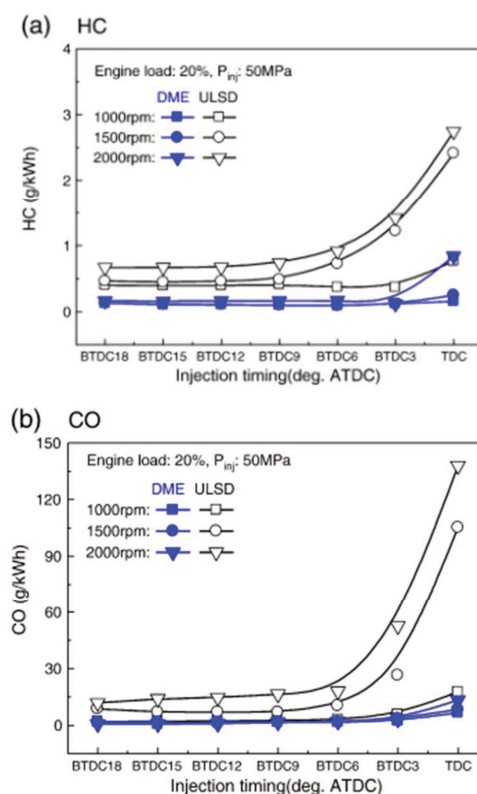 (a) HC
4
3
2
1
0
HC (g/kWh)
Engine load: 20%, Pinj: 50MPa
DME ULSD
1000rpm:
1500rpm:
2000rpm:
BTDC18 BTDC15 BTDC12 BTDC9 BTDC6 BTDC3 TDC
Injection timing(deg. ATDC)
(b) CO
150
120
90
60
30
0
CO (g/kWh)
Engine load: 20%, Pinj: 50MPa
DME ULSD
1000rpm:
1500rpm:
2000rpm:
BTDC18 BTDC15 BTDC12 BTDC9 BTDC6 BTDC3 TDC
Injection timing(deg. ATDC)